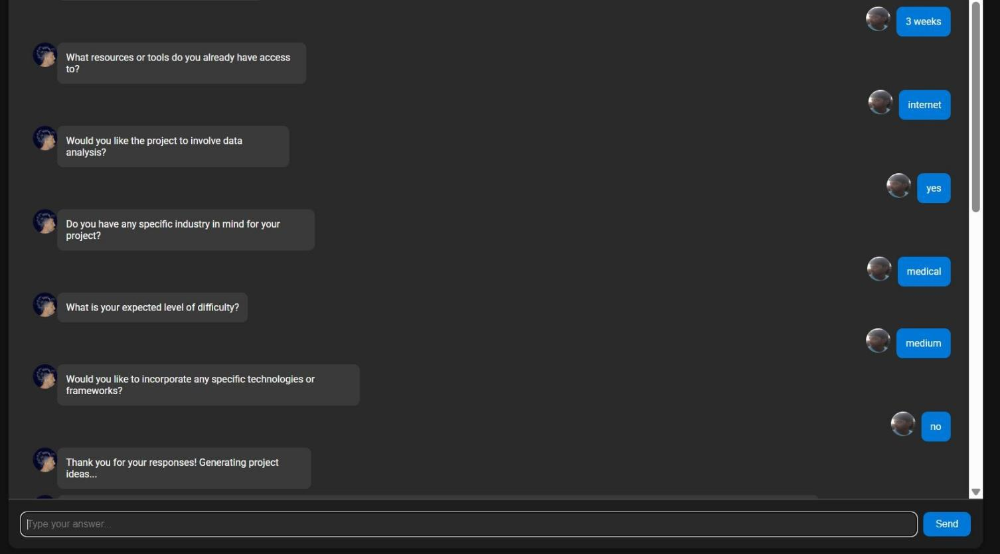 3 weeks
What resources or tools do you already have access
to?
internet
Would you like the project to involve data
analysis?
yes
Do you have any specific industry in mind for your
project?
medical
What is your expected level of difficulty?
medium
Would you like to incorporate any specific technologies or
frameworks?
no
Thank you for your responses! Generating project
ideas...
Type your answer...
Send